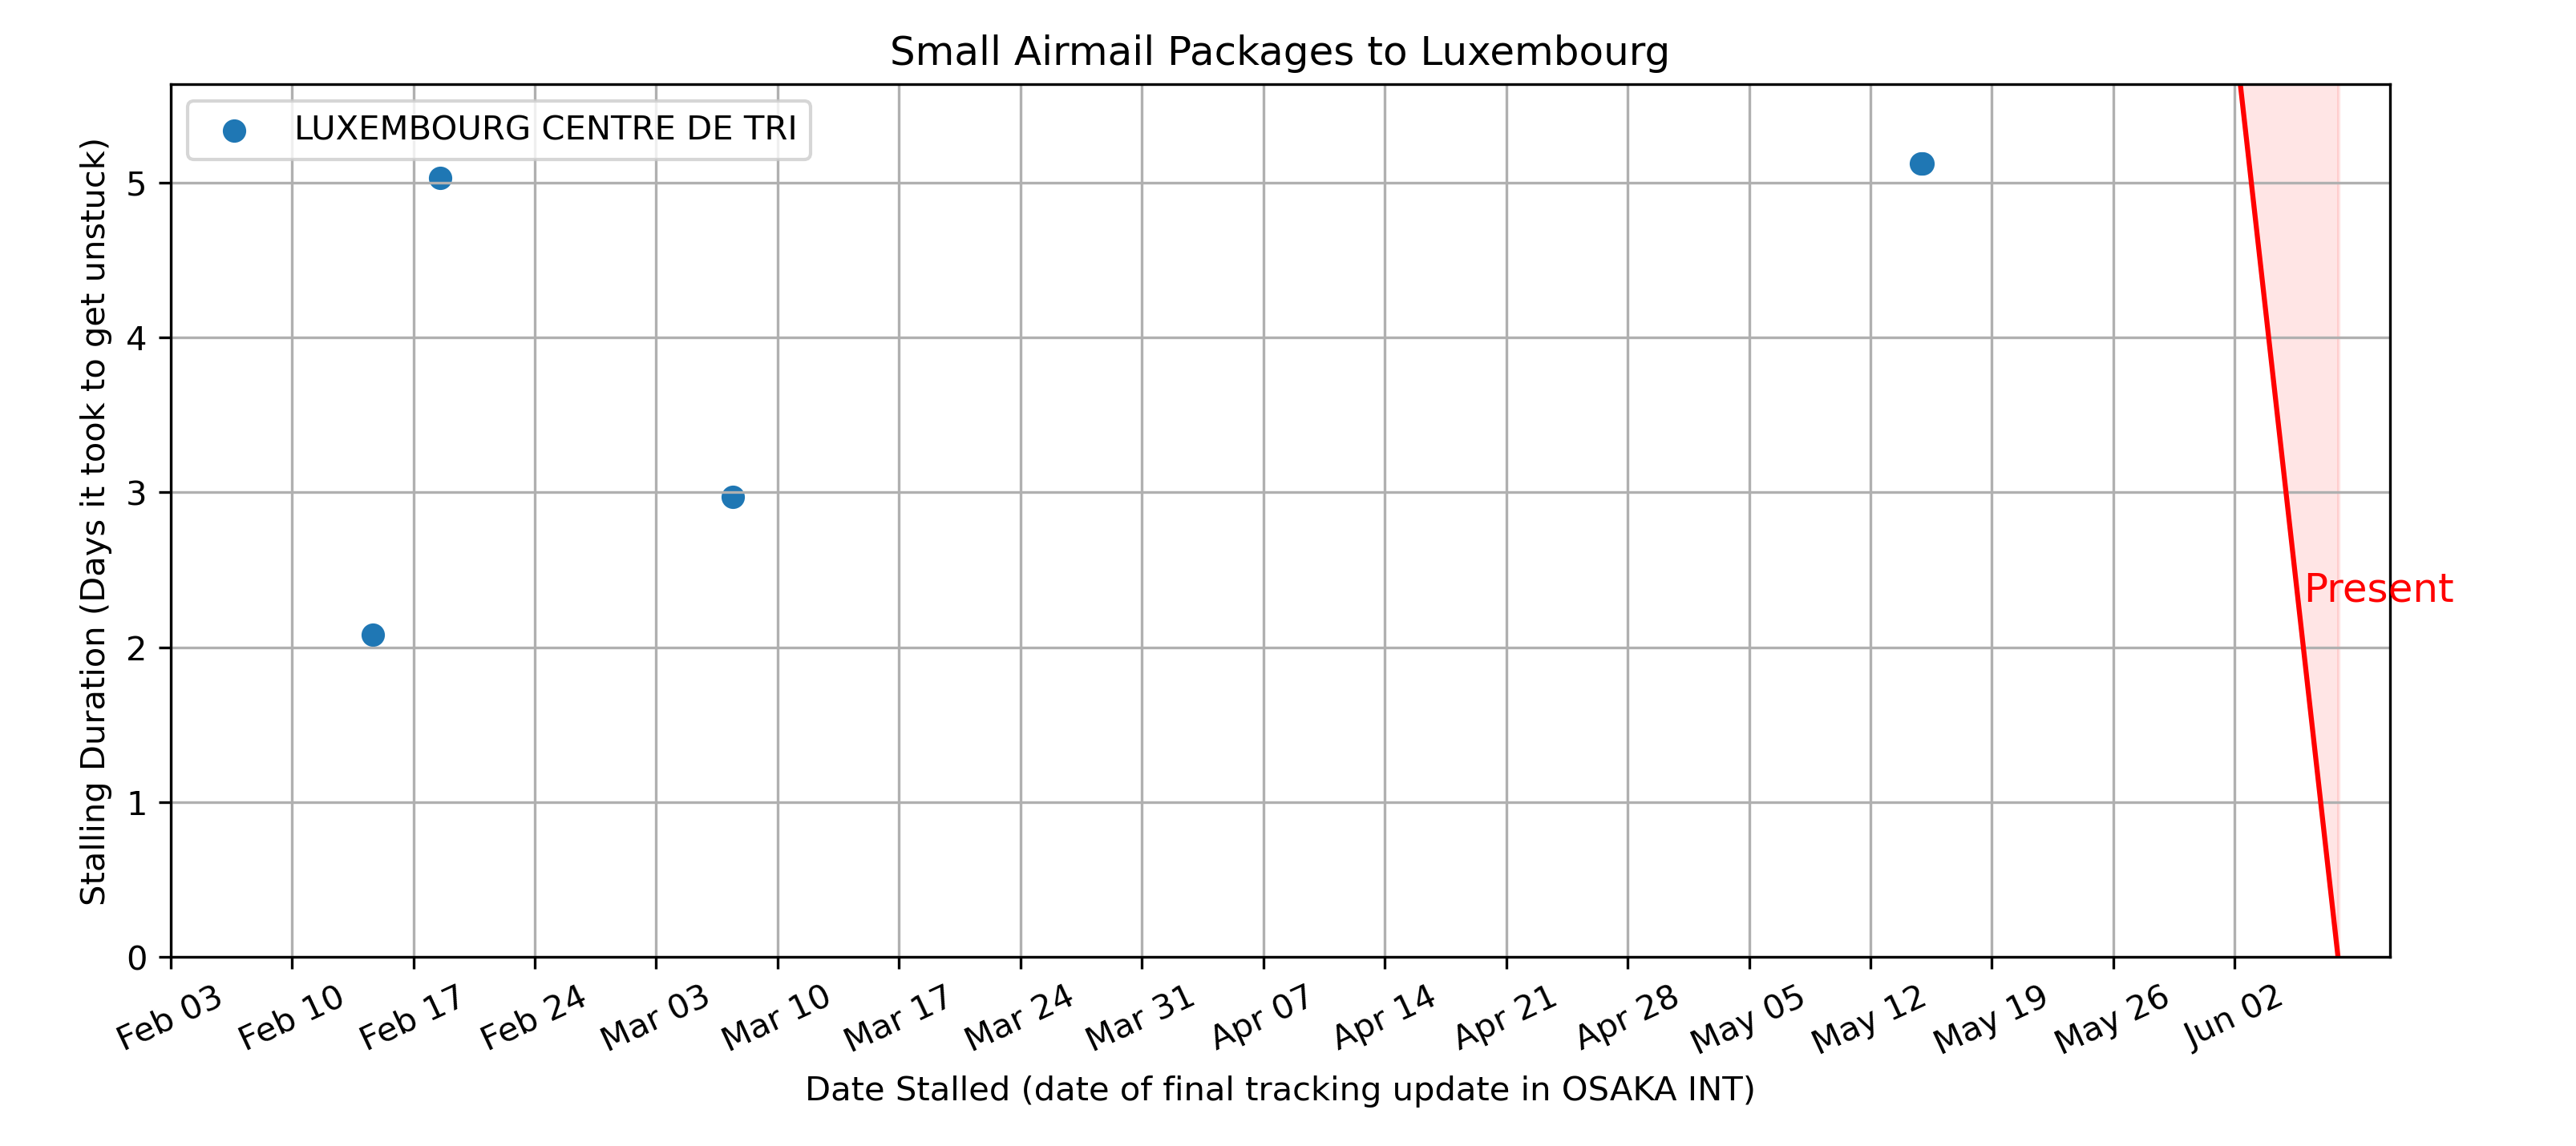 Small Airmail Packages to Luxembourg
LUXEMBOURG CENTRE DE TRI
Stalling Duration (Days it took to get unstuck)
5
4
3
2
1
0
Present
Feb 03
Feb 10
Feb 17
Feb 24
Mar 03
Mar 10
Mar 17
Mar 24
Mar 31
Apr 07
Apr 14
Apr 21
Apr 28
May 05
May 12
May 19
May 26
Jun 02
Date Stalled (date of final tracking update in OSAKA INT)